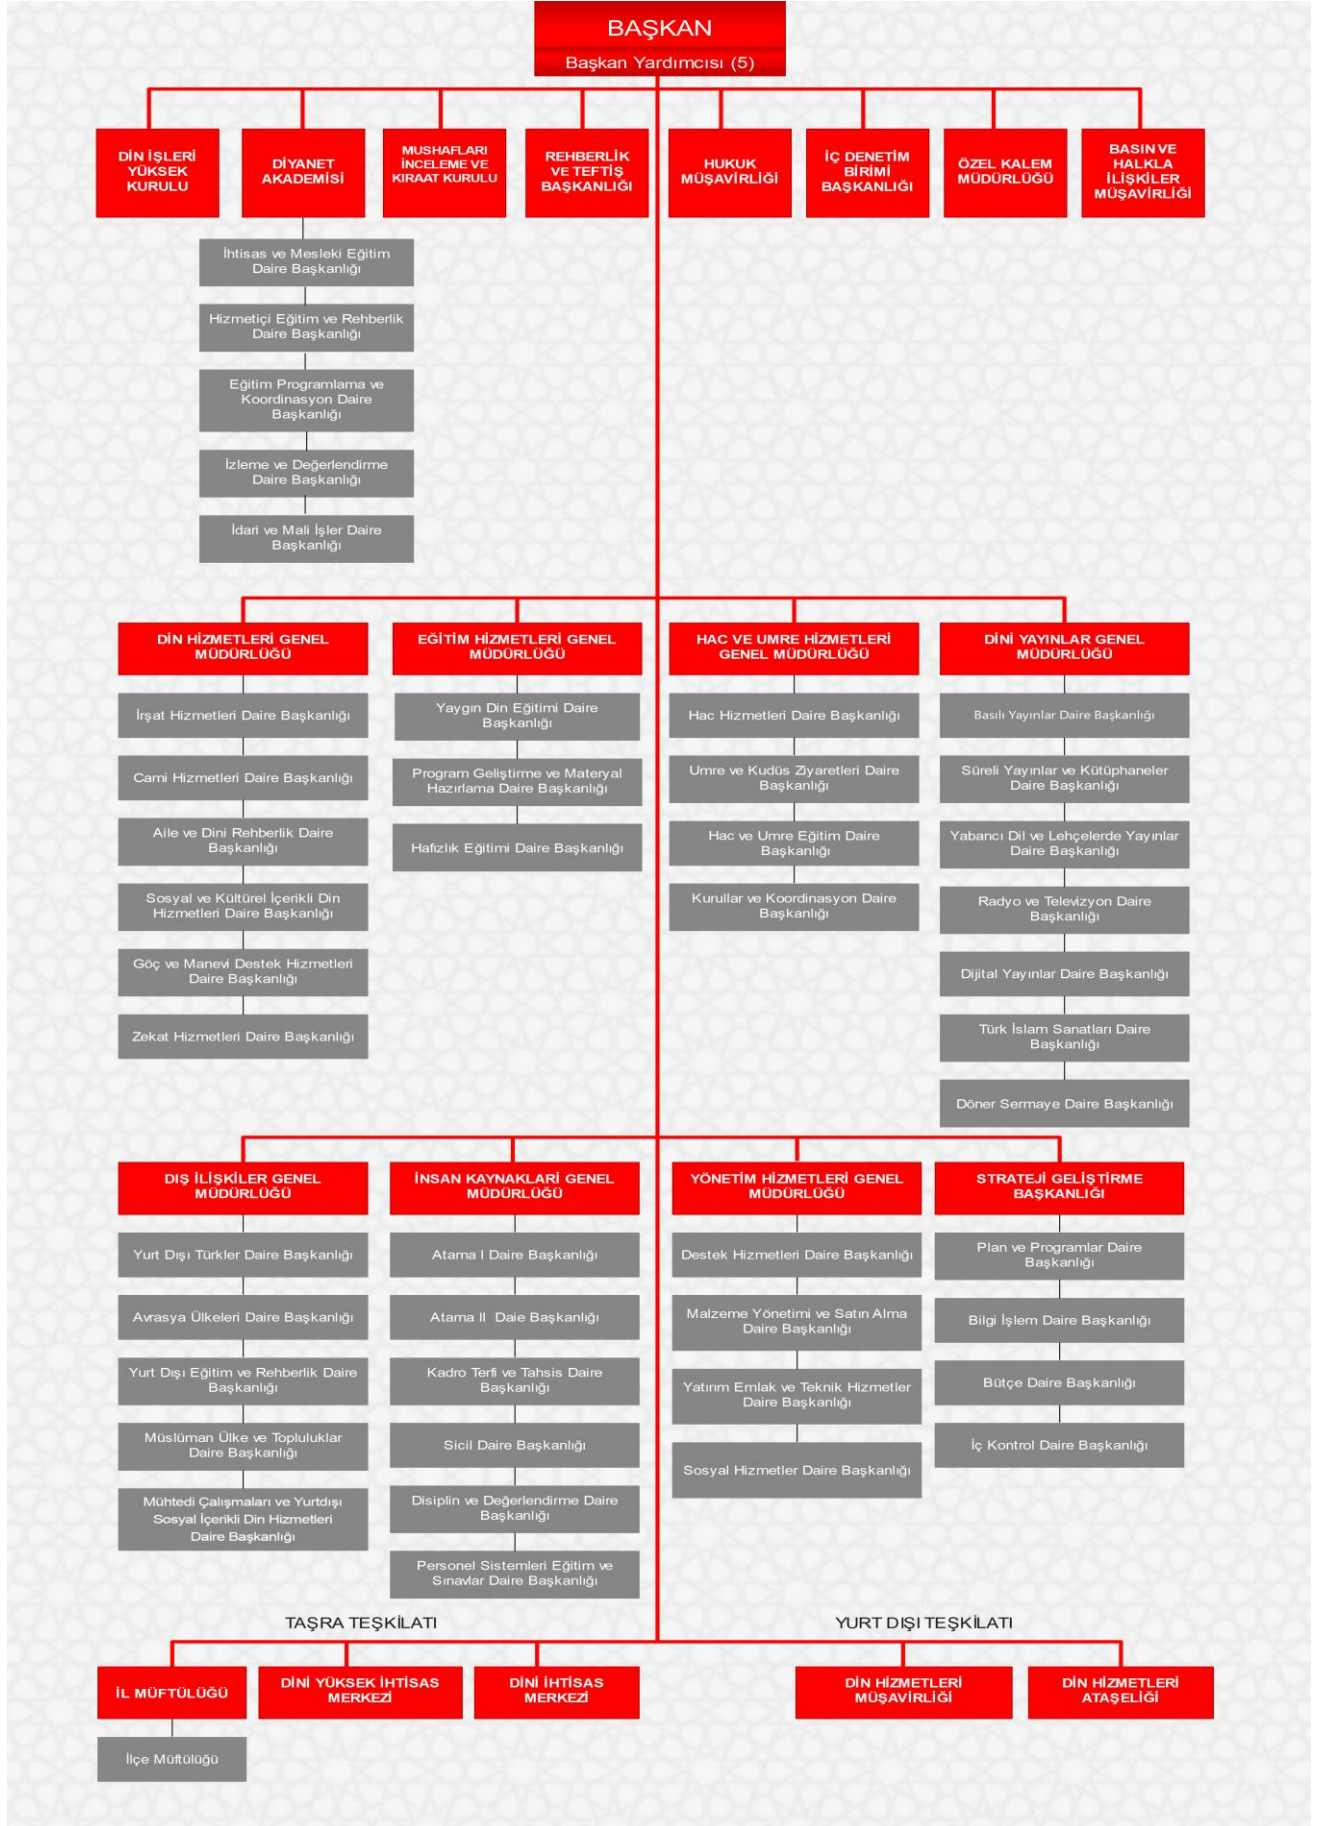 BAŞKAN
Başkan Yardımcısı (5)
DİN İŞLERİ
YÜKSEK
KURULU
DİYANET
AKADEMİSİ
MUSHAFLARI
İNCELEME VE
KIRAAT KURULU
REHBERLİK
VE TEFTİŞ
BAŞKANLIĞI
HUKUK
MÜŞAVİRLİĞİ
İÇ DENETİM
BİRİMİ
BAŞKANLIĞI
ÖZEL KALEM
MÜDÜRLÜĞÜ
BASIN VE
HALKLA
İLİŞKİLER
MÜŞAVİRLİĞİ
İhtisas ve Mesleki Eğitim
Daire Başkanlığı
Hizmetiçi Eğitim ve Rehberlik
Daire Başkanlığı
Eğitim Programlama ve
Koordinasyon Daire
Başkanlığı
İzleme ve Değerlendirme
Daire Başkanlığı
İdari ve Mali İşler Daire
Başkanlığı
DİN HİZMETLERİ GENEL
MÜDÜRLÜĞÜ
İrşat Hizmetleri Daire Başkanlığı
Cami Hizmetleri Daire Başkanlığı
Aile ve Dini Rehberlik Daire
Başkanlığı
Sosyal ve Kültürel İçerikli Din
Hizmetleri Daire Başkanlığı
Göç ve Manevi Destek Hizmetleri
Daire Başkanlığı
Zekat Hizmetleri Daire Başkanlığı
EĞİTİM HİZMETLERİ GENEL
MÜDÜRLÜĞÜ
Yaygın Din Eğitimi Daire
Başkanlığı
Program Geliştirme ve Materyal
Hazırlama Daire Başkanlığı
Hafızlık Eğitimi Daire Başkanlığı
HAC VE UMRE HİZMETLERİ
GENEL MÜDÜRLÜĞÜ
Hac Hizmetleri Daire Başkanlığı
Umre ve Kudüs Ziyaretleri Daire
Başkanlığı
Hac ve Umre Eğitim Daire
Başkanlığı
Kurullar ve Koordinasyon Daire
Başkanlığı
DİNİ YAYINLAR GENEL
MÜDÜRLÜĞÜ
Basılı Yayınlar Daire Başkanlığı
Süreli Yayınlar ve Kütüphaneler
Daire Başkanlığı
Yabancı Dil ve Lehçelerde Yayınlar
Daire Başkanlığı
Radyo ve Televizyon Daire
Başkanlığı
Dijital Yayınlar Daire Başkanlığı
Türk İslam Sanatları Daire
Başkanlığı
Döner Sermaye Daire Başkanlığı
DIŞ İLİŞKİLER GENEL
MÜDÜRLÜĞÜ
Yurt Dışı Türkler Daire Başkanlığı
Avrasya Ülkeleri Daire Başkanlığı
Yurt Dışı Eğitim ve Rehberlik Daire
Başkanlığı
Müslüman Ülke ve Topluluklar
Daire Başkanlığı
Mühtedi Çalışmaları ve Yurtdışı
Sosyal İçerikli Din Hizmetleri
Daire Başkanlığı
İNSAN KAYNAKLARİ GENEL
MÜDÜRLÜĞÜ
Atama I Daire Başkanlığı
Atama II Daie Başkanlığı
Kadro Terfi ve Tahsis Daire
Başkanlığı
Sicil Daire Başkanlığı
Disiplin ve Değerlendirme Daire
Başkanlığı
Personel Sistemleri Eğitim ve
Sınavlar Daire Başkanlığı
YÖNETİM HİZMETLERİ GENEL
MÜDÜRLÜĞÜ
Destek Hizmetleri Daire Başkanlığı
Malzeme Yönetimi ve Satın Alma
Daire Başkanlığı
Yatırım Emlak ve Teknik Hizmetler
Daire Başkanlığı
Sosyal Hizmetler Daire Başkanlığı
STRATEJİ GELİŞTİRME
BAŞKANLIĞI
Plan ve Programlar Daire
Başkanlığı
Bilgi İşlem Daire Başkanlığı
Bütçe Daire Başkanlığı
İç Kontrol Daire Başkanlığı
TAŞRA TEŞKİLATI
İL MÜFTÜLÜĞÜ
İlçe Müftülüğü
DİNİ YÜKSEK İHTİSAS
MERKEZİ
DİNİ İHTİSAS
MERKEZİ
YURT DIŞI TEŞKİLATI
DİN HİZMETLERİ
MÜŞAVİRLİĞİ
DİN HİZMETLERİ
ATAŞELİĞİ